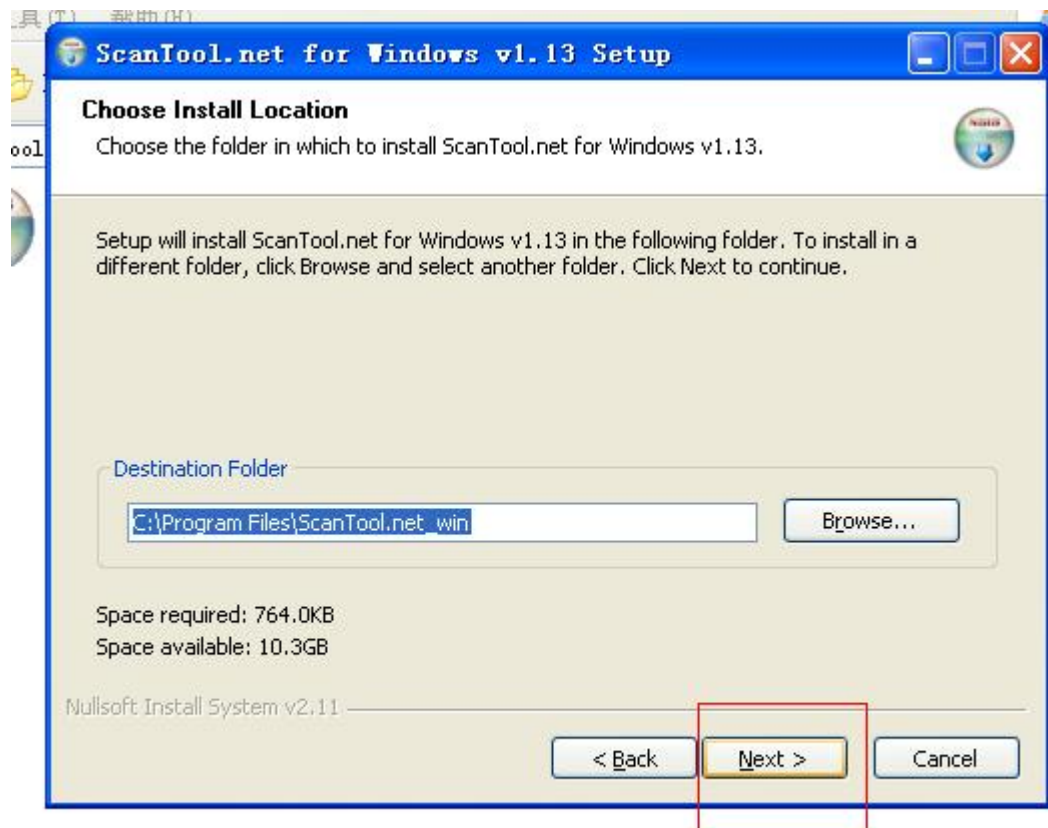 具(T) 帮助(H)
ScanTool.net for Windows v1.13 Setup
Choose Install Location
Choose the folder in which to install ScanTool.net for Windows v1.13.
ool
Setup will install ScanTool.net for Windows v1.13 in the following folder. To install in a
different folder, click Browse and select another folder. Click Next to continue.
Destination Folder
C:\Program Files\ScanTool.net_win
Browse...
Space required: 764.0KB
Space available: 10.3GB
Nullsoft Install System v2.11
< Back
Next >
Cancel